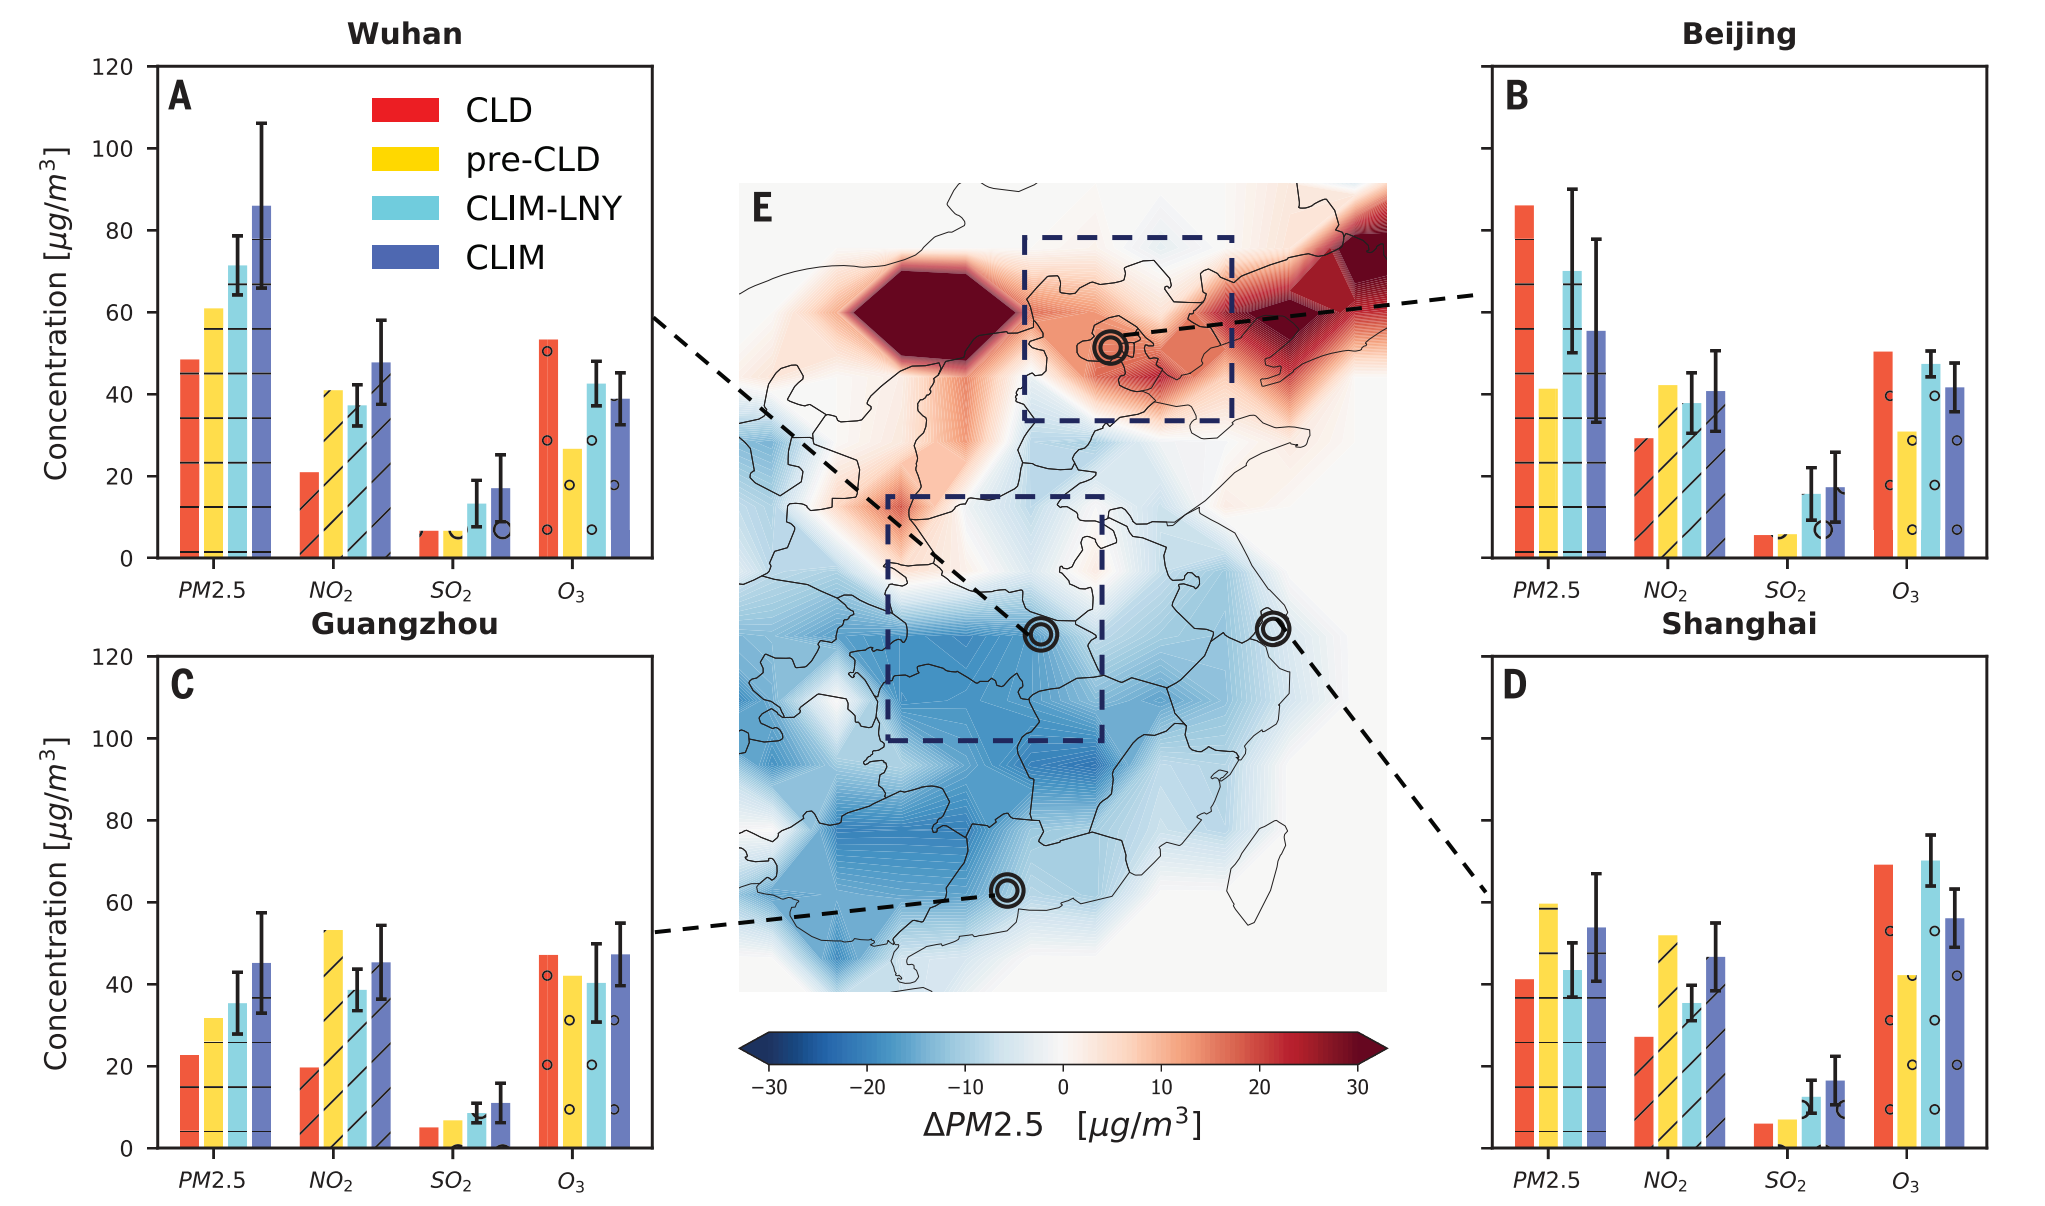 Wuhan
Beijing
A
CLD
pre-CLD
CLIM-LNY
CLIM
Concentration [μg/m³]
120
100
80
60
40
20
0
PM2.5 NO₂ SO₂ O₃
B
PM2.5 NO₂ SO₂ O₃
E
Guangzhou
Shanghai
C
Concentration [μg/m³]
120
100
80
60
40
20
0
PM2.5 NO₂ SO₂ O₃
D
PM2.5 NO₂ SO₂ O₃
−30 −20 −10 0 10 20 30
ΔPM2.5 [μg/m³]